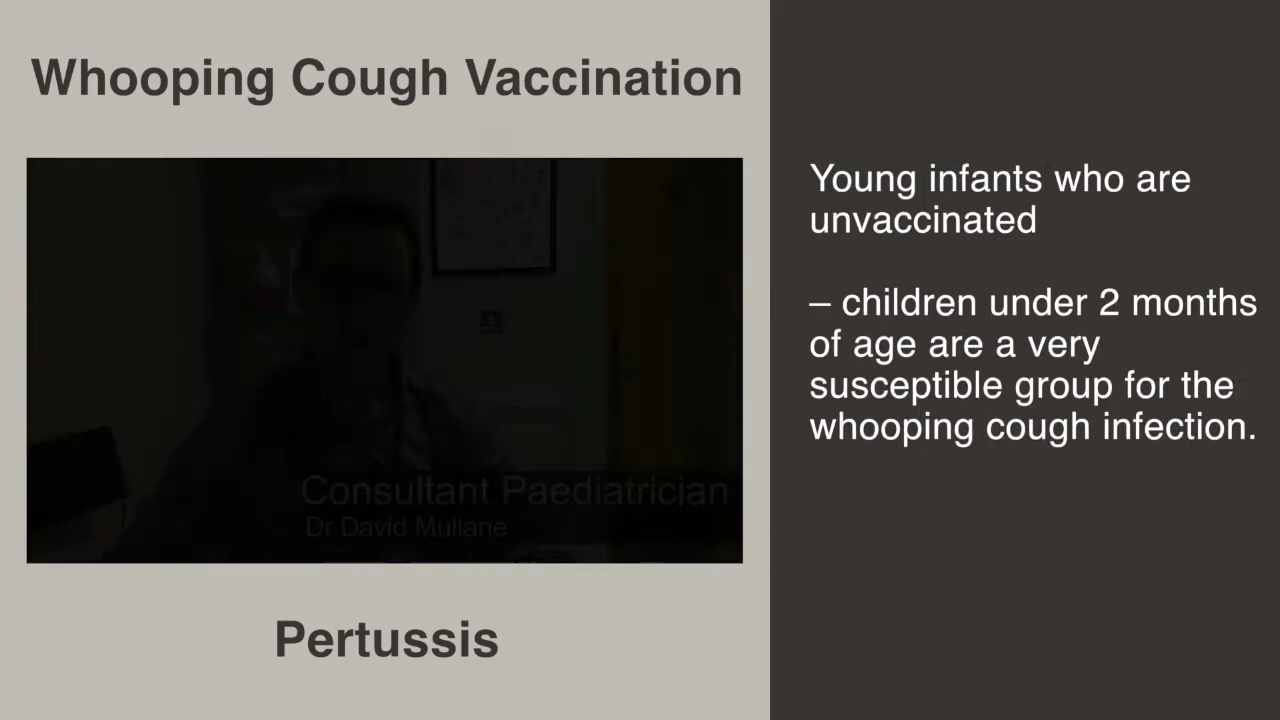 Whooping Cough Vaccination
Consultant Paediatrician
Dr David Mullane
Pertussis
Young infants who are
unvaccinated
– children under 2 months
of age are a very
susceptible group for the
whooping cough infection.